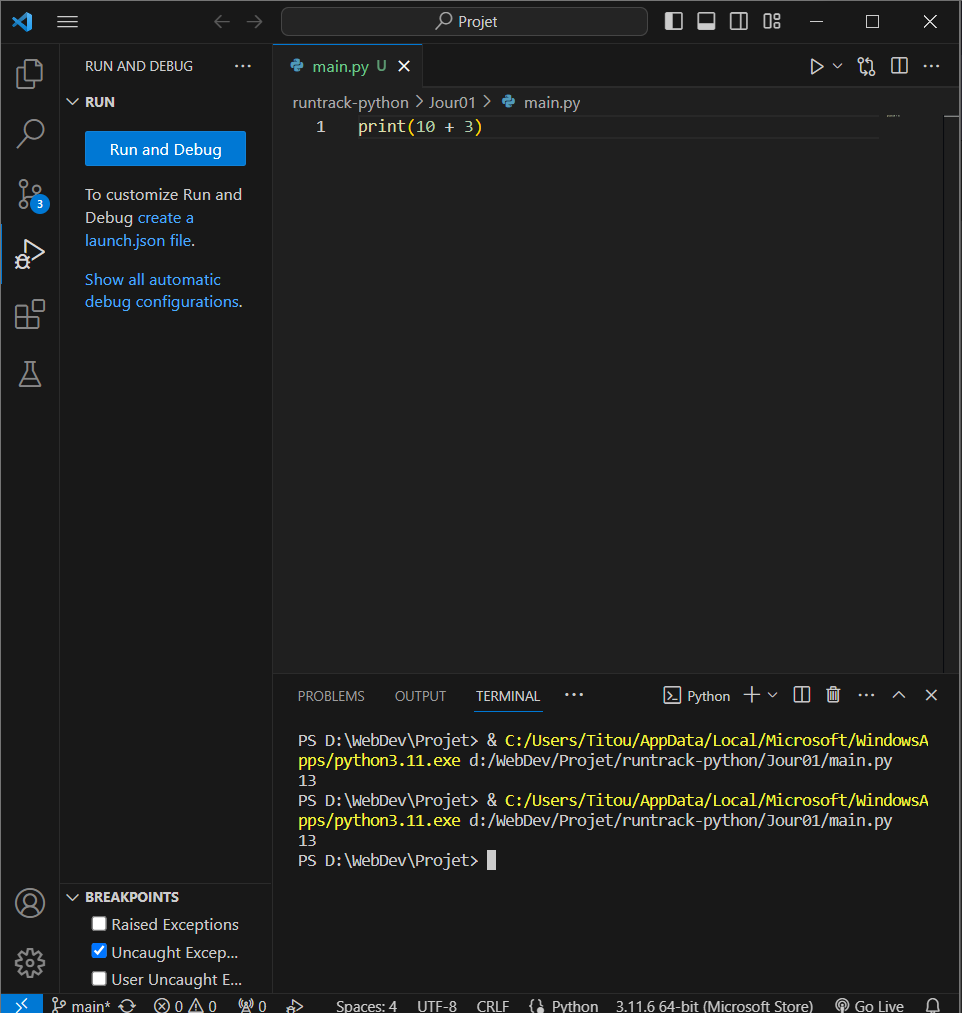 Projet
RUN AND DEBUG
RUN
Run and Debug
To customize Run and
Debug create a
launch.json file.
Show all automatic
debug configurations.
3
main.py U
runtrack-python > Jour01 > main.py
1 print(10 + 3)
PROBLEMS OUTPUT TERMINAL
Python
PS D:\WebDev\Projet> & C:/Users/Titou/AppData/Local/Microsoft/WindowsA
pps/python3.11.exe d:/WebDev/Projet/runtrack-python/Jour01/main.py
13
PS D:\WebDev\Projet> & C:/Users/Titou/AppData/Local/Microsoft/WindowsA
pps/python3.11.exe d:/WebDev/Projet/runtrack-python/Jour01/main.py
13
PS D:\WebDev\Projet>
BREAKPOINTS
Raised Exceptions
Uncaught Excep...
User Uncaught E...
main* 0 0 0 Spaces: 4 UTF-8 CRLF Python 3.11.6 64-bit (Microsoft Store) Go Live